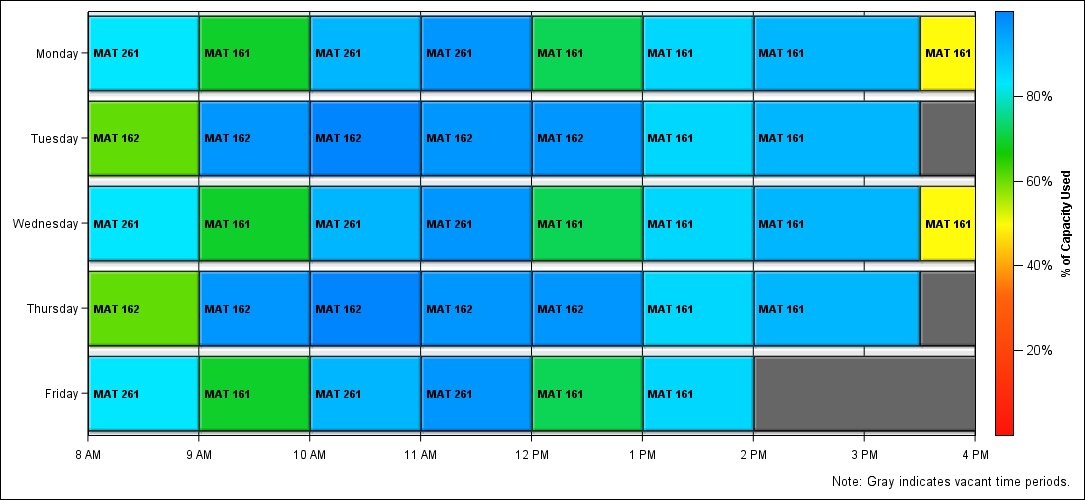 Monday MAT 261 MAT 161 MAT 261 MAT 261 MAT 161 MAT 161 MAT 161 MAT 161
Tuesday MAT 162 MAT 162 MAT 162 MAT 162 MAT 162 MAT 161 MAT 161
Wednesday MAT 261 MAT 161 MAT 261 MAT 261 MAT 161 MAT 161 MAT 161 MAT 161
Thursday MAT 162 MAT 162 MAT 162 MAT 162 MAT 162 MAT 161 MAT 161
Friday MAT 261 MAT 161 MAT 261 MAT 261 MAT 161 MAT 161
8 AM 9 AM 10 AM 11 AM 12 PM 1 PM 2 PM 3 PM 4 PM
80%
60%
40%
20%
% of Capacity Used
Note: Gray indicates vacant time periods.